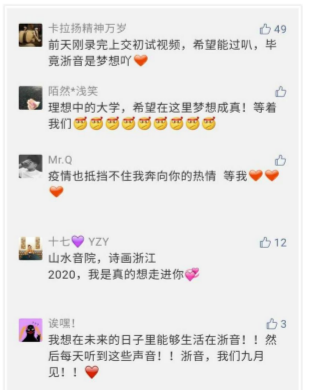 卡拉扬精神万岁 49
前天刚录完上交初试视频，希望能过叭，毕
竟浙音是梦想吖❤️
陌然*浅笑
理想中的大学，希望在这里梦想成真！等着
我们🥰🥰🥰🥰🥰🥰🥰🥰🥰
Mr.Q
疫情也抵挡不住我奔向你的热情 等我❤️❤️
❤️
十七💜 YZY 12
山水音院，诗画浙江
2020，我是真的想走进你💞
诶嘿！ 3
我想在未来的日子里能够生活在浙音！！然
后每天听到这些声音！！浙音，我们九月
见！！❤️